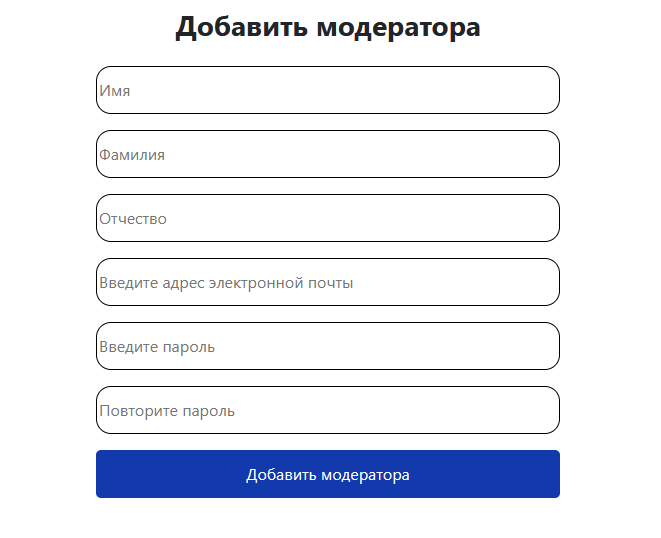 Добавить модератора
Имя
Фамилия
Отчество
Введите адрес электронной почты
Введите пароль
Повторите пароль
Добавить модератора